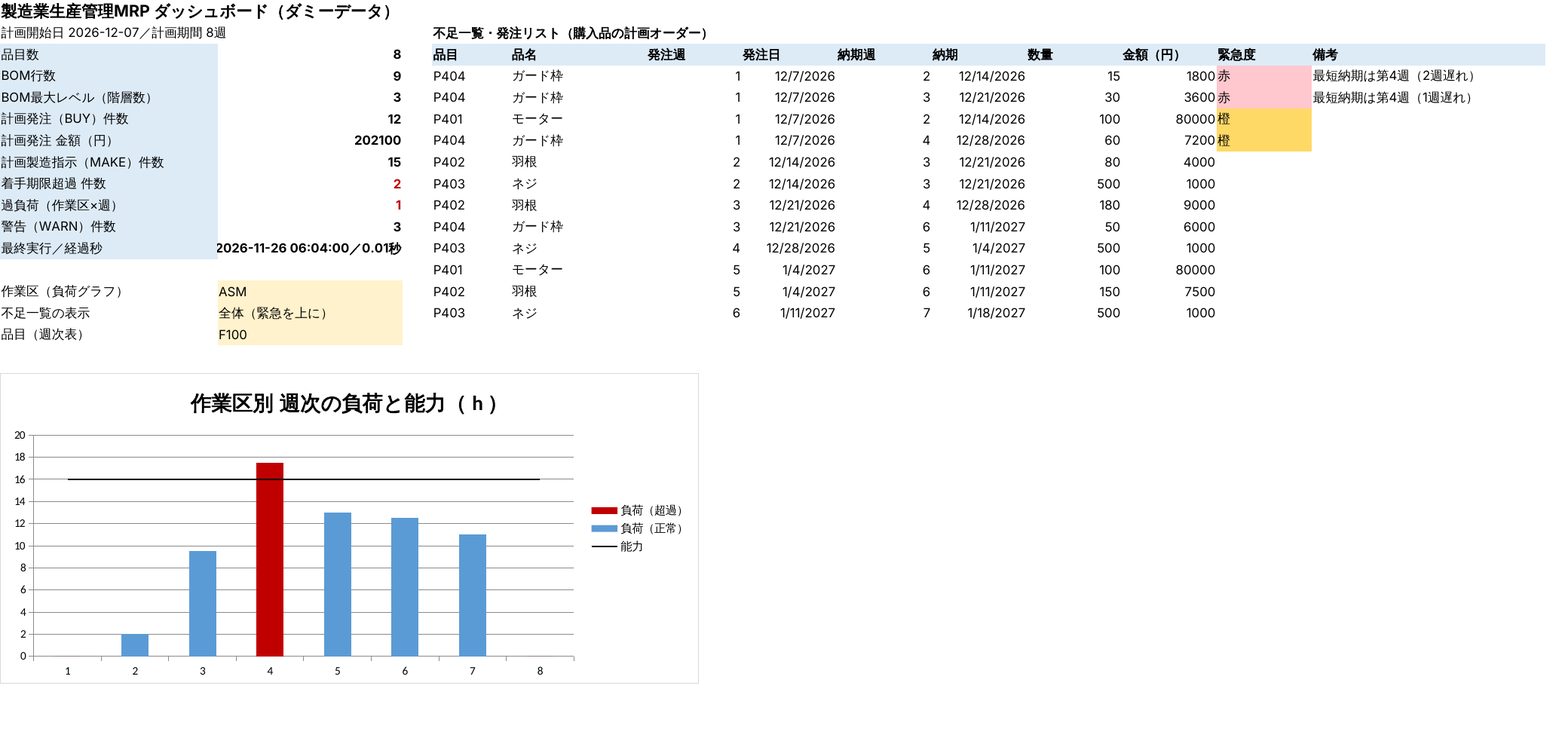 製造業生産管理MRP ダッシュボード（ダミーデータ）
計画開始日 2026-12-07／計画期間 8週
品目数 8
BOM行数 9
BOM最大レベル（階層数） 3
計画発注（BUY）件数 12
計画発注 金額（円） 202100
計画製造指示（MAKE）件数 15
着手期限超過 件数 2
過負荷（作業区×週） 1
警告（WARN）件数 3
最終実行／経過秒 2026-11-26 06:04:00／0.01秒
作業区（負荷グラフ） ASM
不足一覧の表示 全体（緊急を上に）
品目（週次表） F100
不足一覧・発注リスト（購入品の計画オーダー）
品目 品名 発注週 発注日 納期週 納期 数量 金額（円） 緊急度 備考
P404 ガード枠 1 12/7/2026 2 12/14/2026 15 1800 赤 最短納期は第4週（2週遅れ）
P404 ガード枠 1 12/7/2026 3 12/21/2026 30 3600 赤 最短納期は第4週（1週遅れ）
P401 モーター 1 12/7/2026 2 12/14/2026 100 80000 橙
P404 ガード枠 1 12/7/2026 4 12/28/2026 60 7200 橙
P402 羽根 2 12/14/2026 3 12/21/2026 80 4000
P403 ネジ 2 12/14/2026 3 12/21/2026 500 1000
P402 羽根 3 12/21/2026 4 12/28/2026 180 9000
P404 ガード枠 3 12/21/2026 6 1/11/2027 50 6000
P403 ネジ 4 12/28/2026 5 1/4/2027 500 1000
P401 モーター 5 1/4/2027 6 1/11/2027 100 80000
P402 羽根 5 1/4/2027 6 1/11/2027 150 7500
P403 ネジ 6 1/11/2027 7 1/18/2027 500 1000
作業区別 週次の負荷と能力（ｈ）
20
18
16
14
12
10
8
6
4
2
0
1 2 3 4 5 6 7 8
負荷（超過）
負荷（正常）
能力